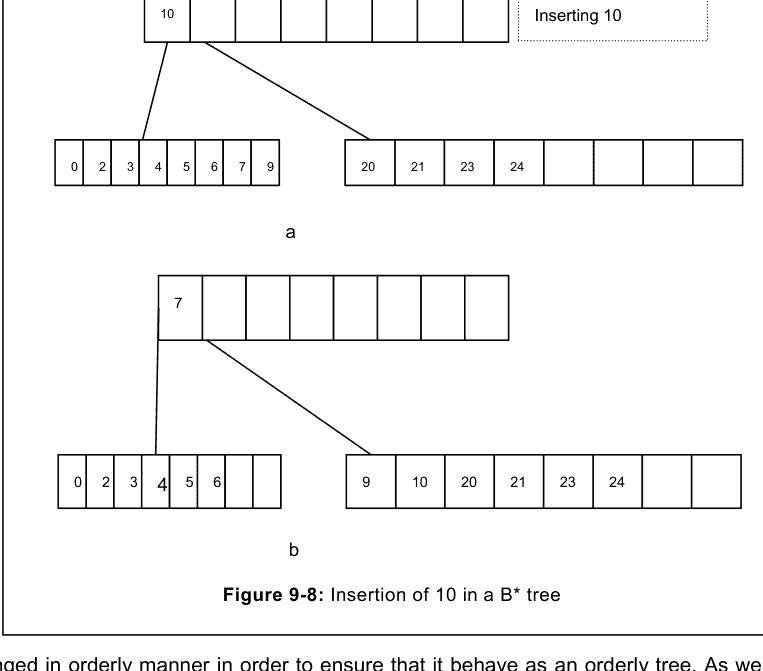 10
Inserting 10
0 2 3 4 5 6 7 9
20 21 23 24
a
7
0 2 3 4 5 6
9 10 20 21 23 24
b
Figure 9-8: Insertion of 10 in a B* tree
in orderly manner in order to ensure that it behave as an orderly tree. As we